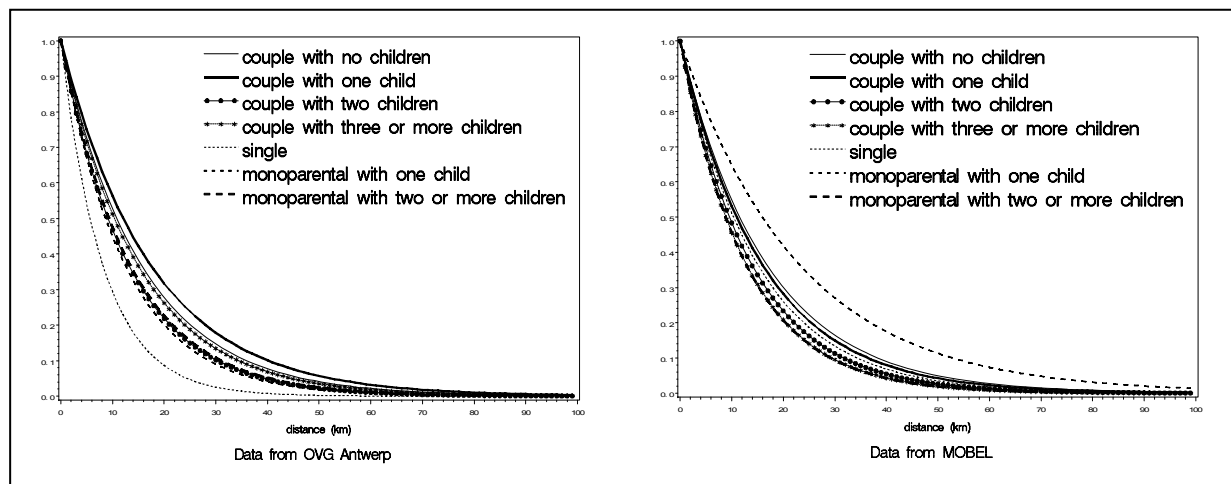 couple with no children
couple with one child
couple with two children
couple with three or more children
single
monoparental with one child
monoparental with two or more children
1.0
0.9
0.8
0.7
0.6
0.5
0.4
0.3
0.2
0.1
0.0
0 10 20 30 40 50 60 70 80 90 100
distance (km)
Data from OVG Antwerp
couple with no children
couple with one child
couple with two children
couple with three or more children
single
monoparental with one child
monoparental with two or more children
1.0
0.9
0.8
0.7
0.6
0.5
0.4
0.3
0.2
0.1
0.0
0 10 20 30 40 50 60 70 80 90 100
distance (km)
Data from MOBEL